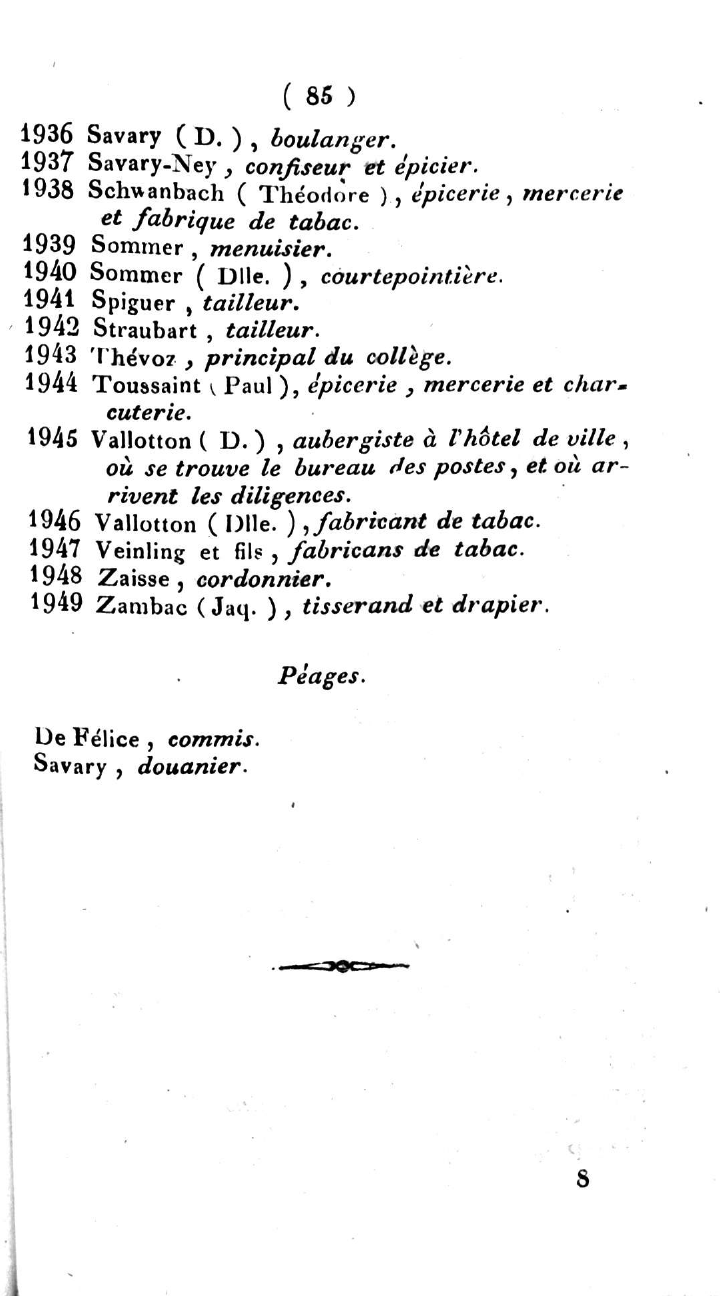 ( 85 )
1936 Savary ( D. ) , boulanger.
1937 Savary-Ney , confiseur et épicier.
1938 Schwanbach ( Théodore ) , épicerie , mercerie
et fabrique de tabac.
1939 Sommer , menuisier.
1940 Sommer ( Dlle. ) , courtepointière.
1941 Spiguer , tailleur.
1942 Straubart , tailleur.
1943 Thévoz , principal du collège.
1944 Toussaint ( Paul ) , épicerie , mercerie et char-
cuterie.
1945 Vallotton ( D. ) , aubergiste à l'hôtel de ville ,
où se trouve le bureau des postes , et où ar-
rivent les diligences.
1946 Vallotton ( Dlle. ) , fabricant de tabac.
1947 Veinling et fils , fabricans de tabac.
1948 Zaisse , cordonnier.
1949 Zambac ( Jaq. ) , tisserand et drapier.
Péages.
De Félice , commis.
Savary , douanier.
8